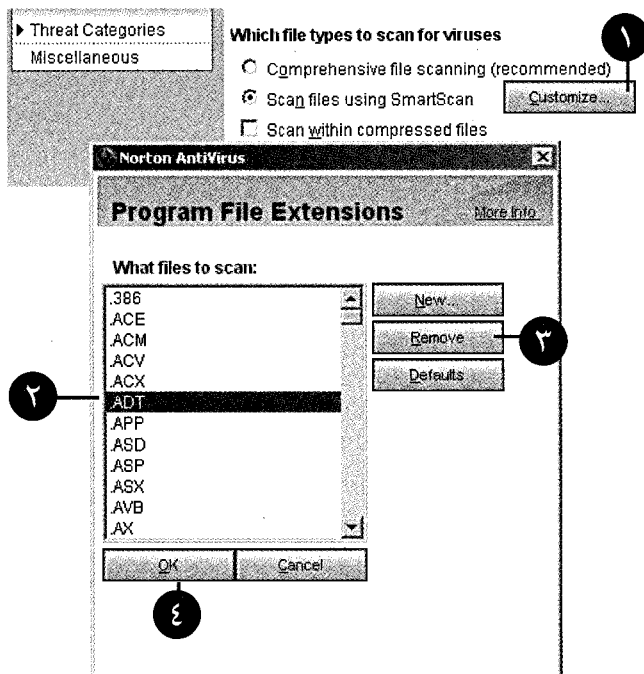 Threat Categories
Miscellaneous
Which file types to scan for viruses
Comprehensive file scanning (recommended)
Scan files using SmartScan
Customize...
Scan within compressed files
١
Norton AntiVirus
Program File Extensions
More Info
What files to scan:
.386
.ACE
.ACM
.ACV
.ACX
.ADT
.APP
.ASD
.ASP
.ASX
.AVB
.AX
New...
Remove
Defaults
٢
٣
OK
Cancel
٤